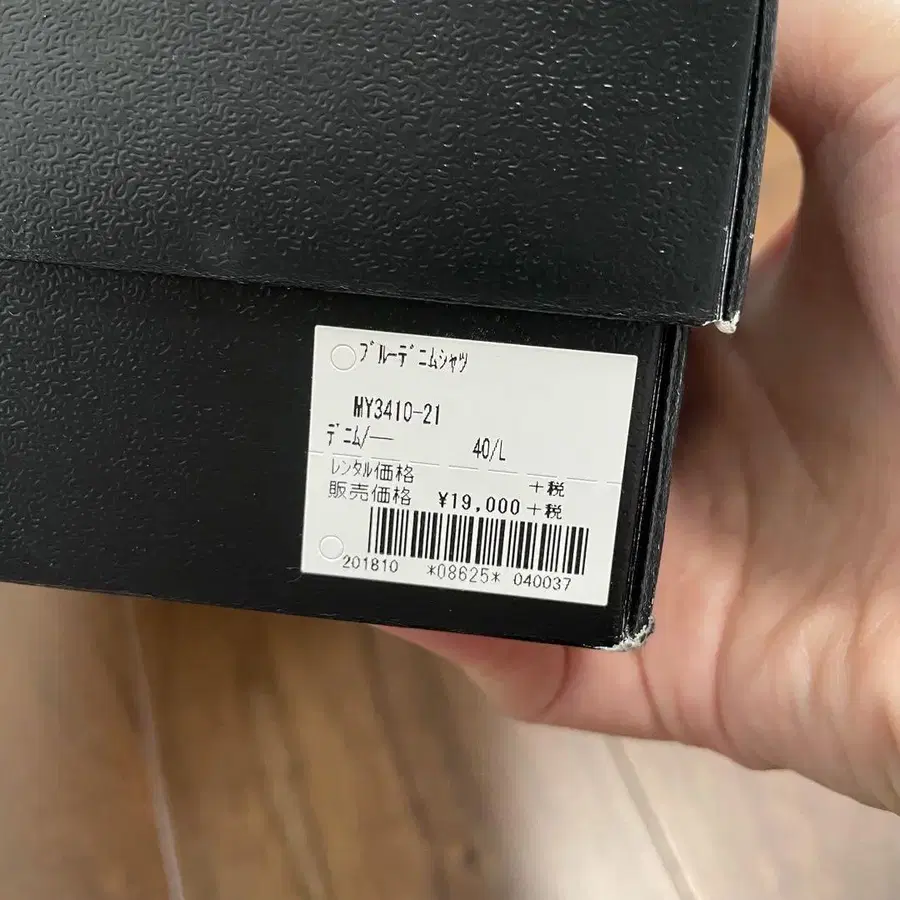 ﾌﾞﾙｰﾃﾞﾆﾑｼｬﾂ
MY3410-21
ﾃﾞﾆﾑ/―― 40/L
ﾚﾝﾀﾙ価格 +税
販売価格 ¥19,000+税
201810 *08625* 040037